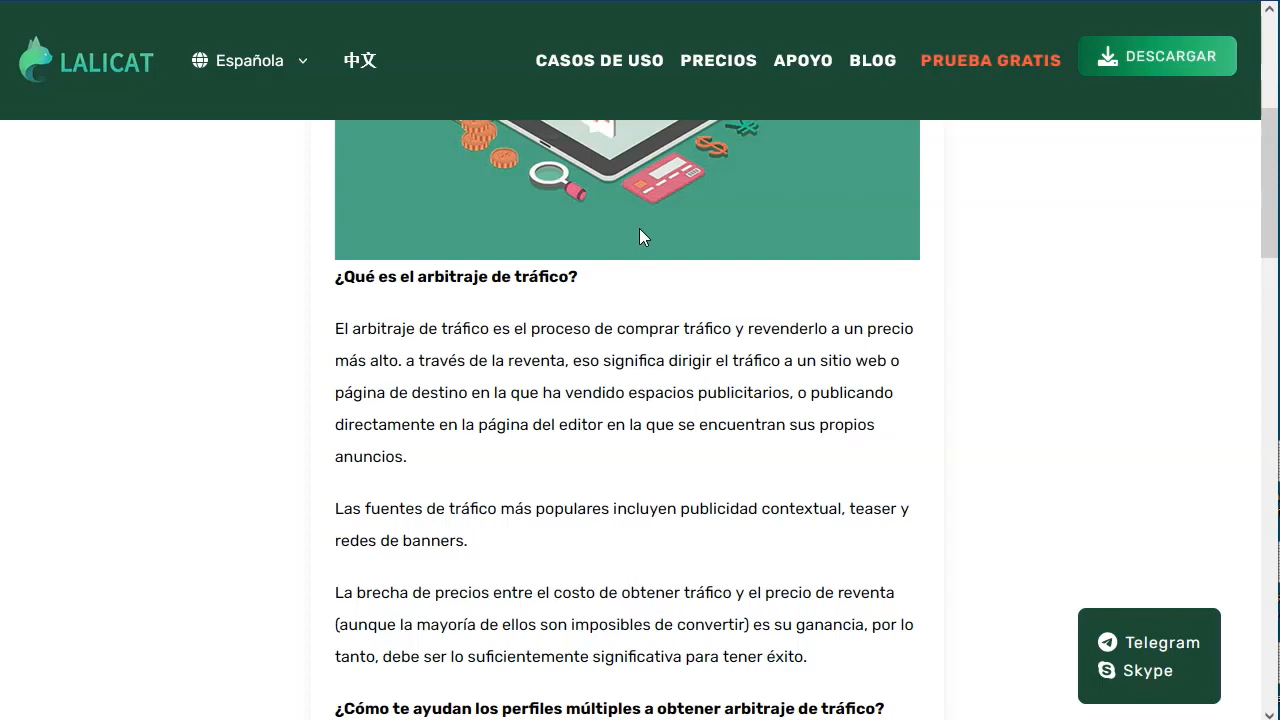 LALICAT
Española
中文
CASOS DE USO
PRECIOS
APOYO
BLOG
PRUEBA GRATIS
DESCARGAR
¿Qué es el arbitraje de tráfico?
El arbitraje de tráfico es el proceso de comprar tráfico y revenderlo a un precio
más alto. a través de la reventa, eso significa dirigir el tráfico a un sitio web o
página de destino en la que ha vendido espacios publicitarios, o publicando
directamente en la página del editor en la que se encuentran sus propios
anuncios.
Las fuentes de tráfico más populares incluyen publicidad contextual, teaser y
redes de banners.
La brecha de precios entre el costo de obtener tráfico y el precio de reventa
(aunque la mayoría de ellos son imposibles de convertir) es su ganancia, por lo
tanto, debe ser lo suficientemente significativa para tener éxito.
¿Cómo te ayudan los perfiles múltiples a obtener arbitraje de tráfico?
Telegram
Skype